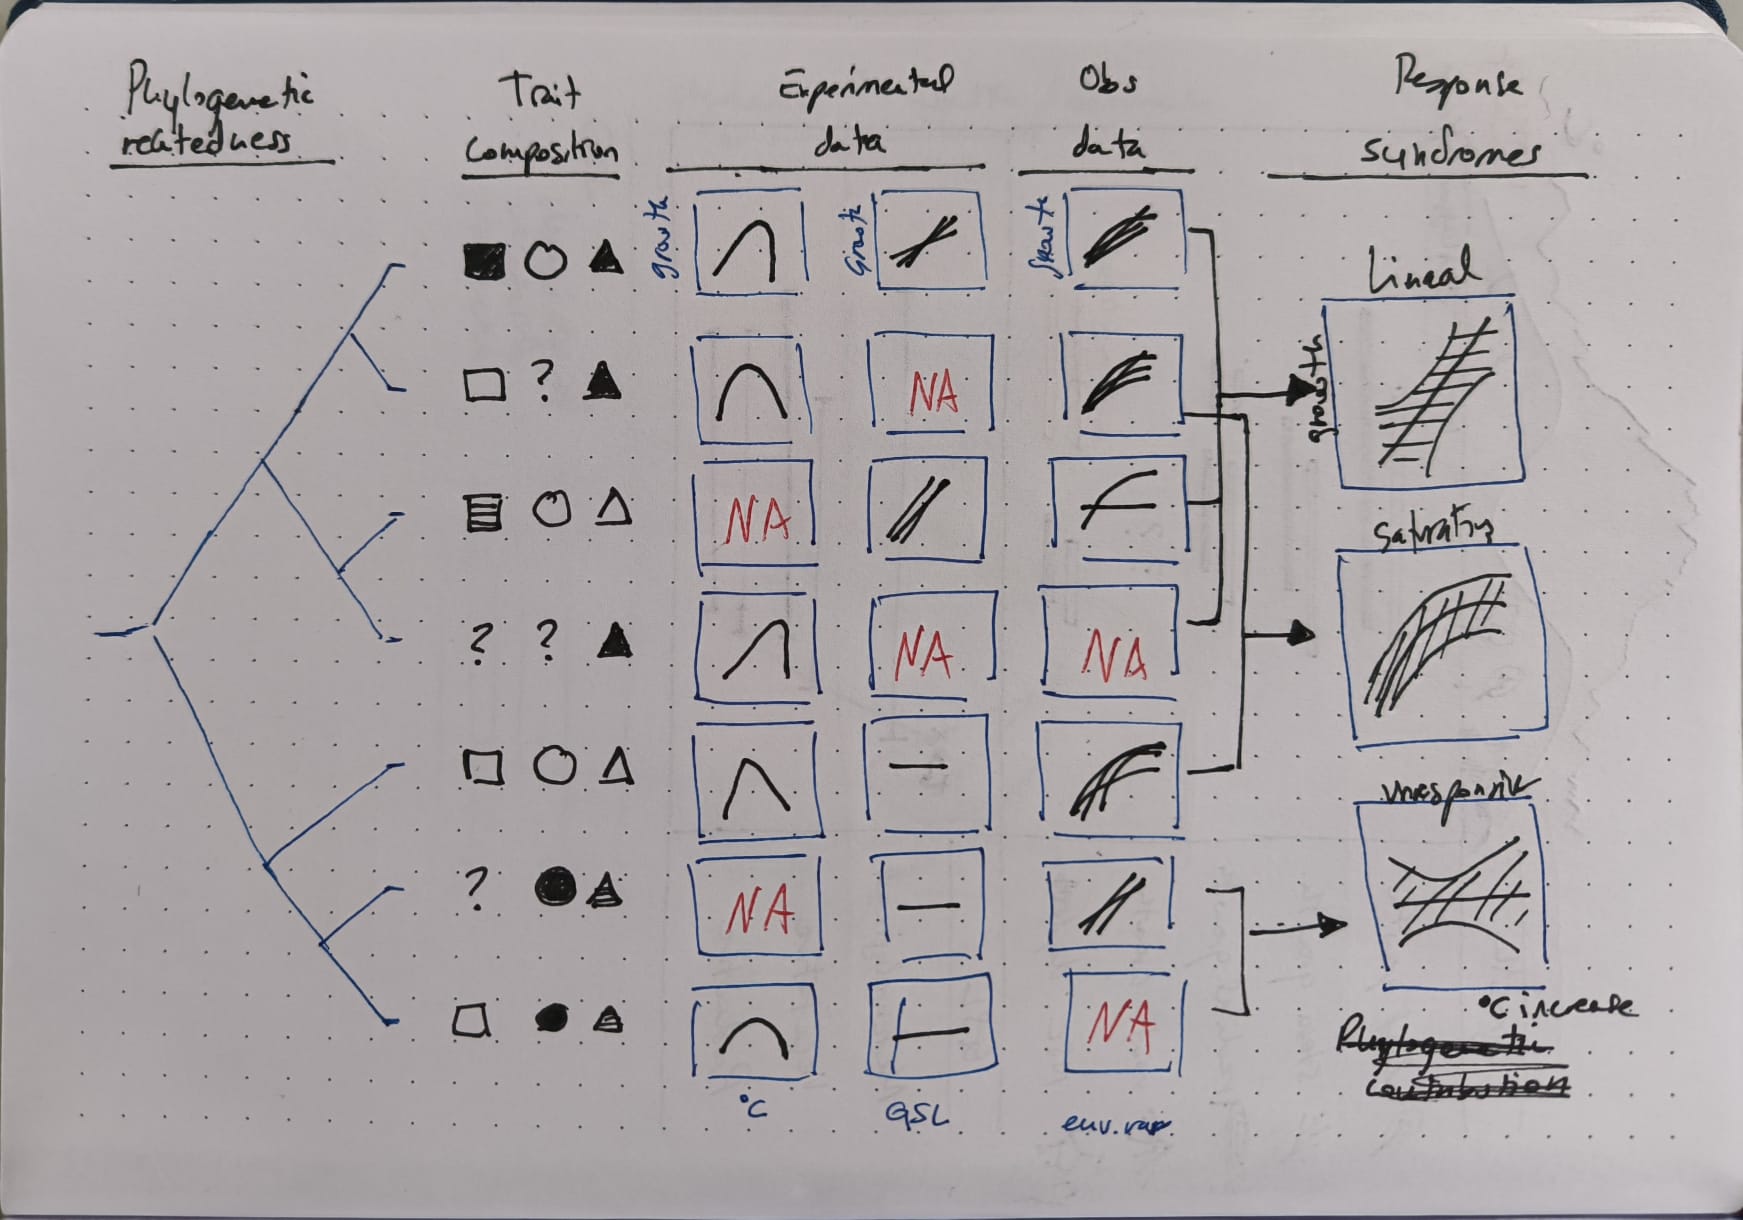 Phylogenetic
relatedness
Trait
composition
Experimental
data
Obs
data
Response
syndromes
growth
Growth
growth
Lineal
growth
? NA
NA
? ? NA NA
saturating
unresponsive
? NA
NA
°C increase
Phylogenetic
contribution
°C GSL env. var